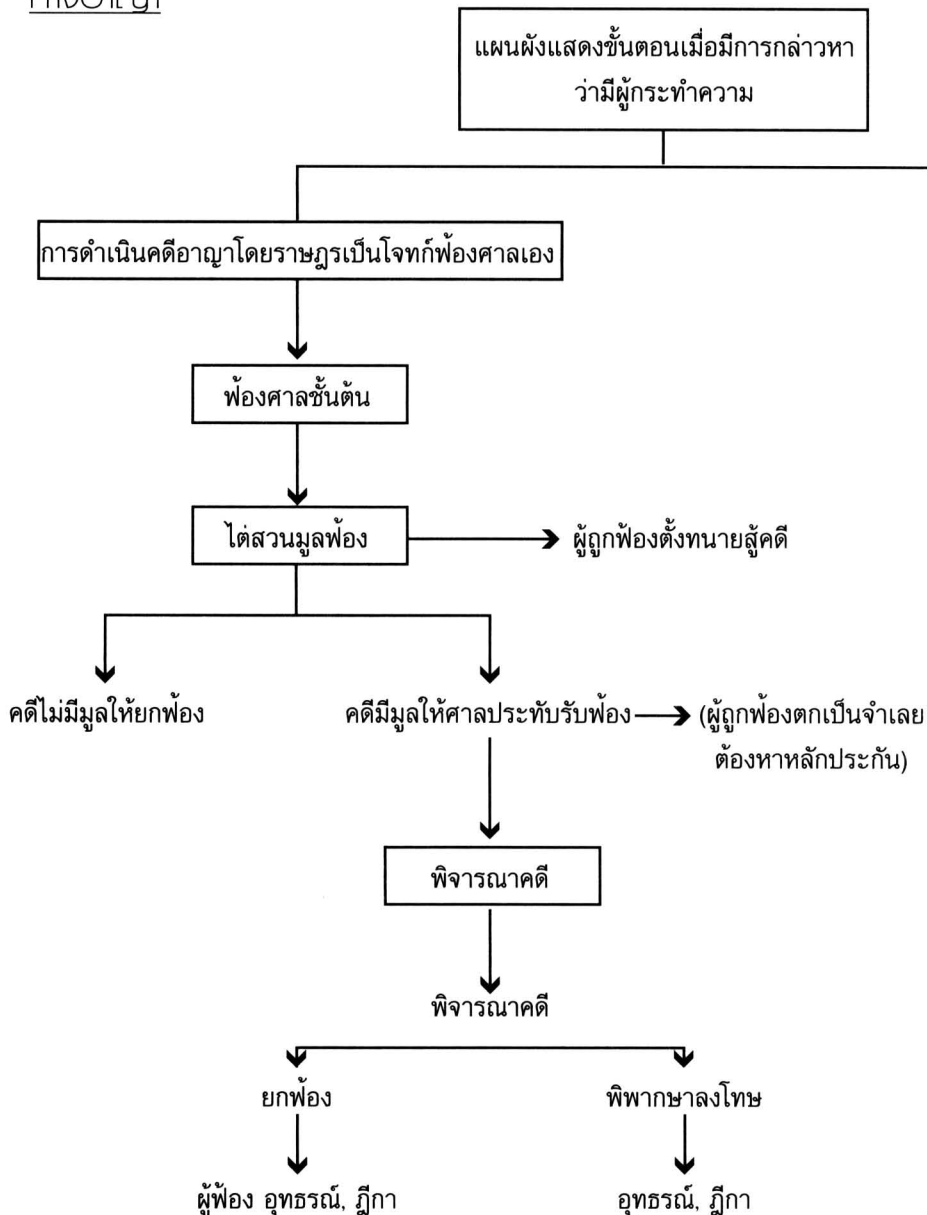 แผนผังแสดงขั้นตอนเมื่อมีการกล่าวหา
ว่ามีผู้กระทำความ
การดำเนินคดีอาญาโดยราษฎรเป็นโจทก์ฟ้องศาลเอง
ฟ้องศาลชั้นต้น
ไต่สวนมูลฟ้อง
ผู้ถูกฟ้องตั้งทนายสู้คดี
คดีไม่มีมูลให้ยกฟ้อง
คดีมีมูลให้ศาลประทับรับฟ้อง
(ผู้ถูกฟ้องตกเป็นจำเลย
ต้องหาหลักประกัน)
พิจารณาคดี
พิจารณาคดี
ยกฟ้อง
พิพากษาลงโทษ
ผู้ฟ้อง อุทธรณ์, ฎีกา
อุทธรณ์, ฎีกา